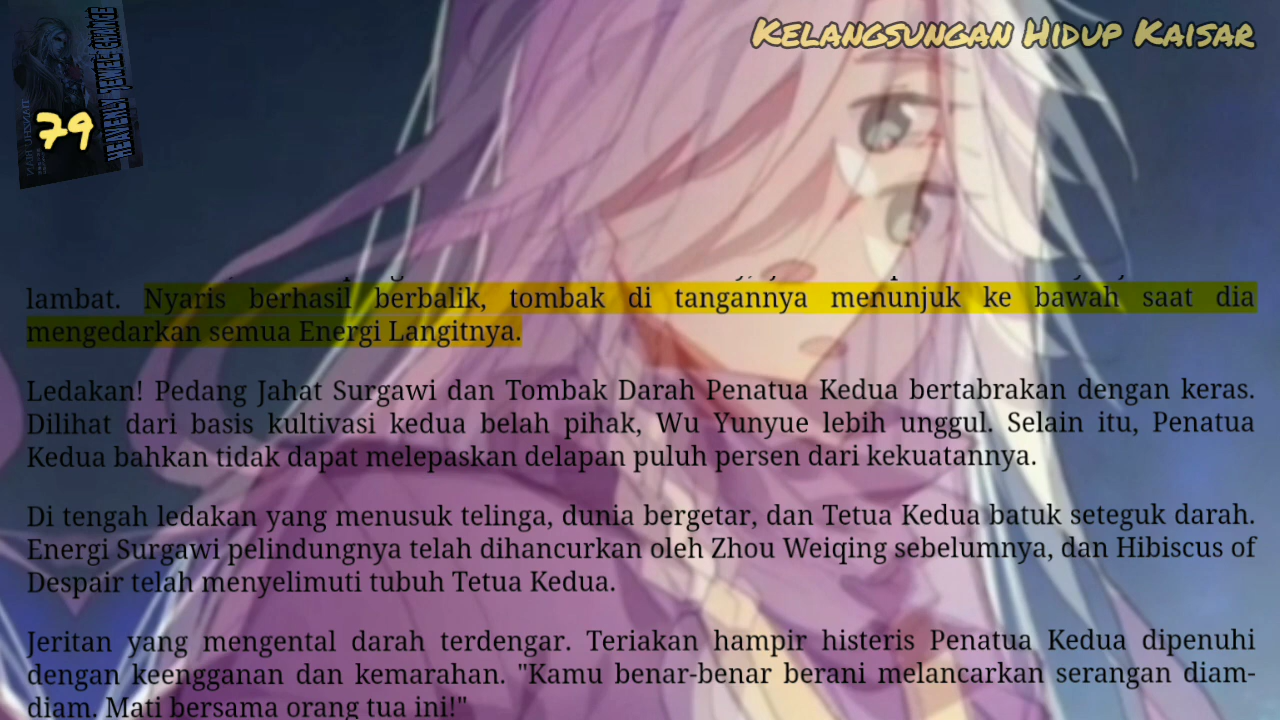 Kelangsungan Hidup Kaisar
HEAVENLY JEWEL CHANGE
79
lambat. Nyaris berhasil berbalik, tombak di tangannya menunjuk ke bawah saat dia
mengedarkan semua Energi Langitnya.
Ledakan! Pedang Jahat Surgawi dan Tombak Darah Penatua Kedua bertabrakan dengan keras.
Dilihat dari basis kultivasi kedua belah pihak, Wu Yunyue lebih unggul. Selain itu, Penatua
Kedua bahkan tidak dapat melepaskan delapan puluh persen dari kekuatannya.
Di tengah ledakan yang menusuk telinga, dunia bergetar, dan Tetua Kedua batuk seteguk darah.
Energi Surgawi pelindungnya telah dihancurkan oleh Zhou Weiqing sebelumnya, dan Hibiscus of
Despair telah menyelimuti tubuh Tetua Kedua.
Jeritan yang mengental darah terdengar. Teriakan hampir histeris Penatua Kedua dipenuhi
dengan keengganan dan kemarahan. "Kamu benar-benar berani melancarkan serangan diam-
diam. Mati bersama orang tua ini!"